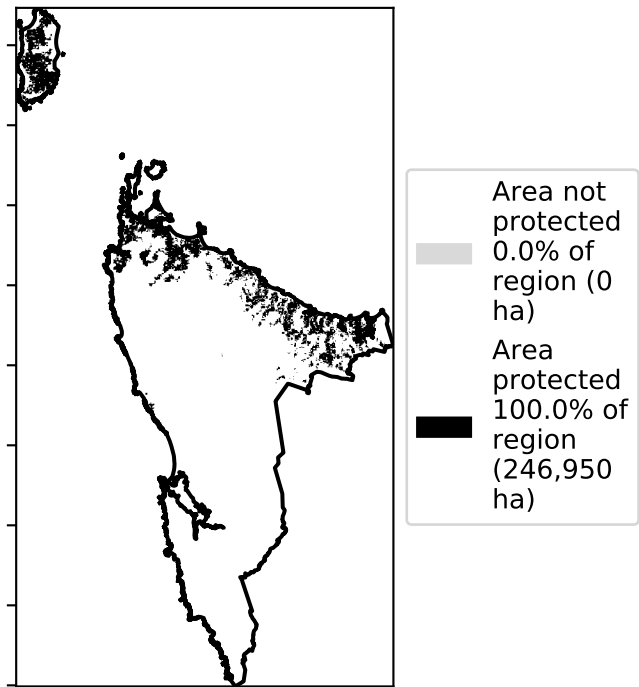 Area not
protected
0.0% of
region (0
ha)
Area
protected
100.0% of
region
(246,950
ha)